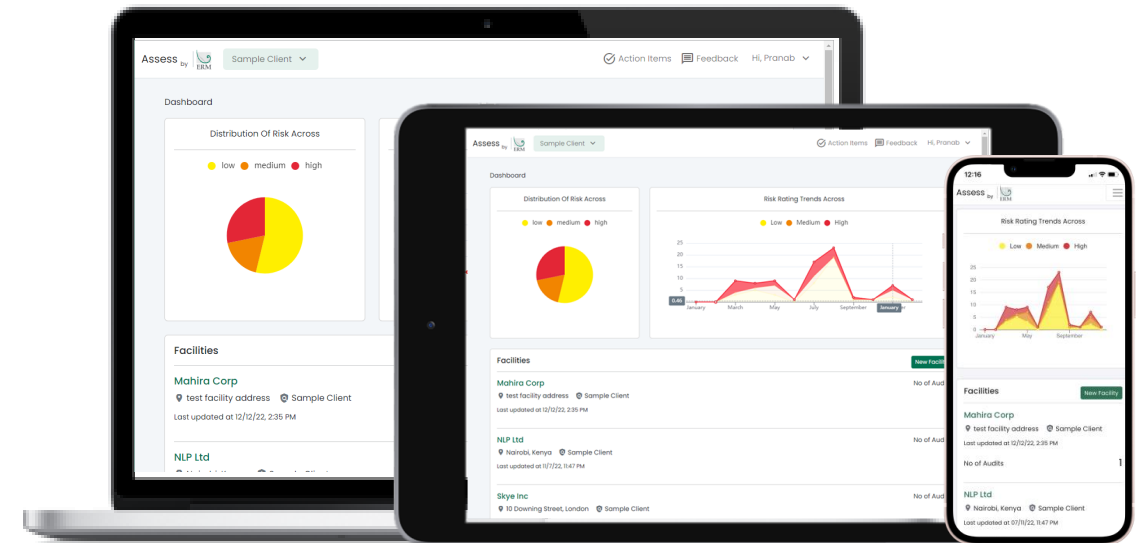 Assess by ERM
Sample Client
Action Items
Feedback
Hi, Pranab
Dashboard
Distribution Of Risk Across
low medium high
Facilities
Mahira Corp
test facility address Sample Client
Last updated at 12/12/22, 2:35 PM
NLP Ltd
Assess by ERM
Sample Client
Action Items
Feedback
Hi, Pranab
Dashboard
Distribution Of Risk Across
low medium high
Risk Rating Trends Across
Low Medium High
25
20
15
10
5
0.46
January March May July September January
Facilities
New
Mahira Corp
No of
test facility address Sample Client
Last updated at 12/12/22, 2:35 PM
NLP Ltd
No of
Nairobi, Kenya Sample Client
Last updated at 11/7/22, 11:47 PM
Skye Inc
No of
10 Downing Street, London Sample Client
12:16
Assess by ERM
Risk Rating Trends Across
Low Medium High
25
20
15
10
5
0
January May September
Facilities
New Facility
Mahira Corp
test facility address Sample Client
Last updated at 12/12/22, 2:35 PM
No of Audits 1
NLP Ltd
Nairobi, Kenya Sample Client
Last updated at 07/11/22, 11:47 PM